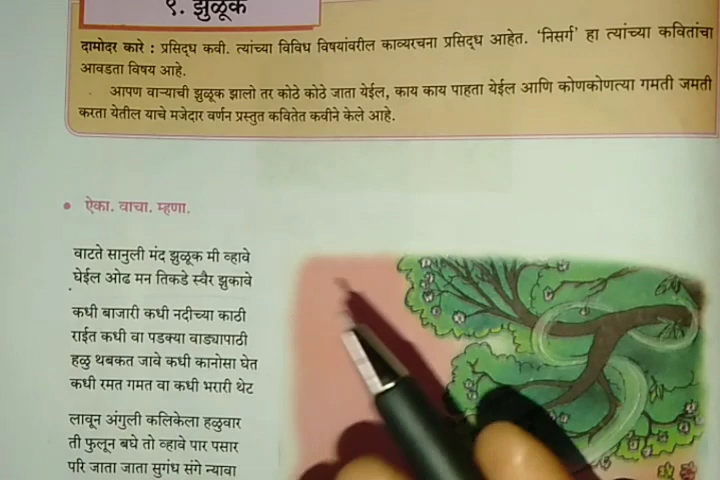 ९. झुळूक
दामोदर कारे : प्रसिद्ध कवी. त्यांच्या विविध विषयांवरील काव्यरचना प्रसिद्ध आहेत. ‘निसर्ग’ हा त्यांच्या कवितांचा
आवडता विषय आहे.
आपण वाऱ्याची झुळूक झालो तर कोठे कोठे जाता येईल, काय काय पाहता येईल आणि कोणकोणत्या गमती जमती
करता येतील याचे मजेदार वर्णन प्रस्तुत कवितेत कवीने केले आहे.
• ऐका. वाचा. म्हणा.
वाटते सानुली मंद झुळूक मी व्हावे
घेईल ओढ मन तिकडे स्वैर झुकावे
कधी बाजारी कधी नदीच्या काठी
राईत कधी वा पडक्या वाड्यापाठी
हळु थबकत जावे कधी कानोसा घेत
कधी रमत गमत वा कधी भरारी थेट
लावून अंगुली कलिकेला हळुवार
ती फुलून बघे तो व्हावे पार पसार
परि जाता जाता सुगंध संगे न्यावा